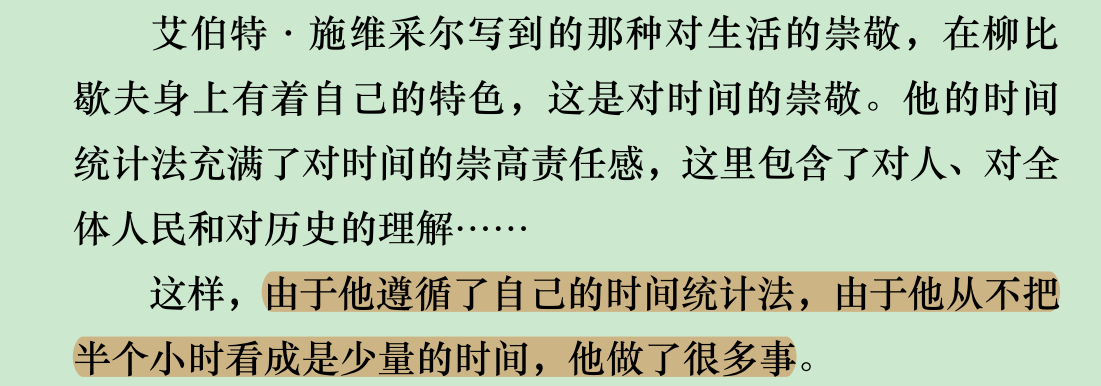 艾伯特·施维采尔写到的那种对生活的崇敬，在柳比
歇夫身上有着自己的特色，这是对时间的崇敬。他的时间
统计法充满了对时间的崇高责任感，这里包含了对人、对全
体人民和对历史的理解……
这样，由于他遵循了自己的时间统计法，由于他从不把
半个小时看成是少量的时间，他做了很多事。